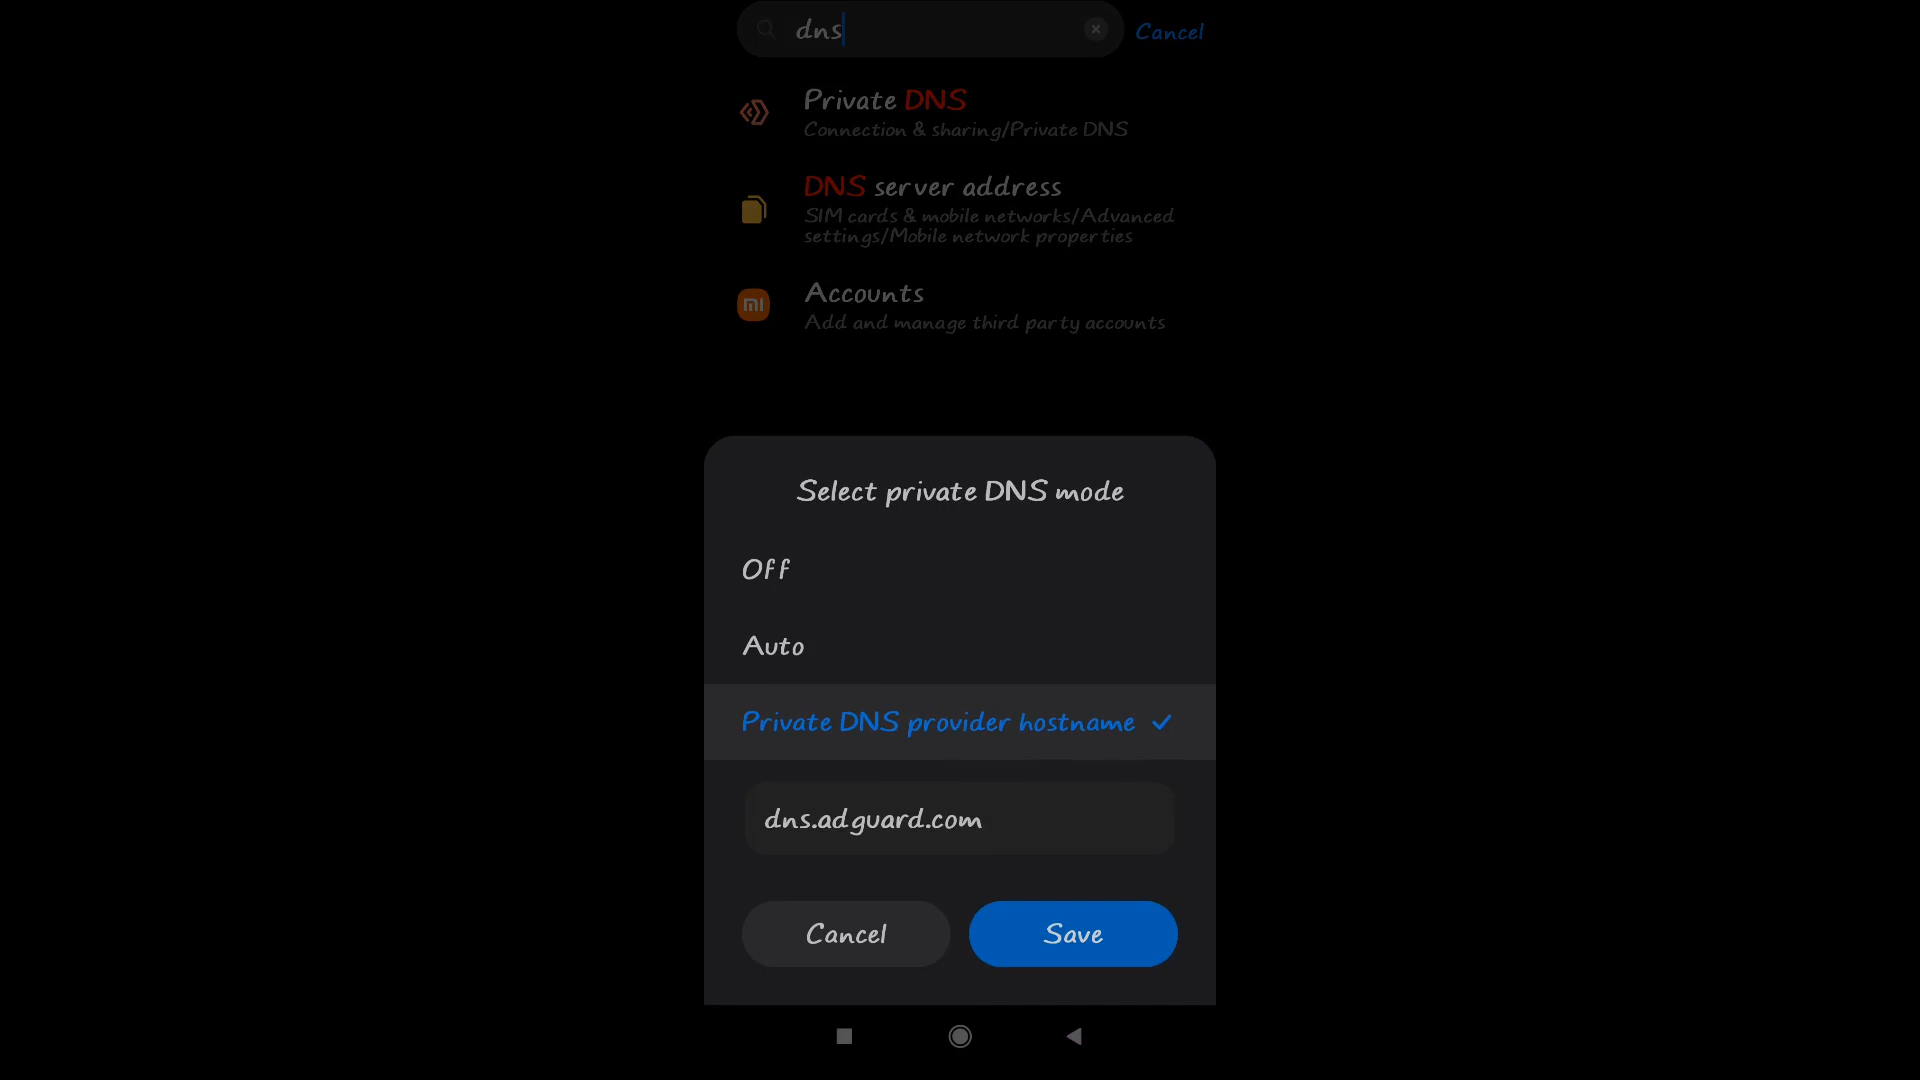 dns
Cancel
Private DNS
Connection & sharing/Private DNS
DNS server address
SIM cards & mobile networks/Advanced
settings/Mobile network properties
mi
Accounts
Add and manage third party accounts
Select private DNS mode
Off
Auto
Private DNS provider hostname
dns.adguard.com
Cancel
Save